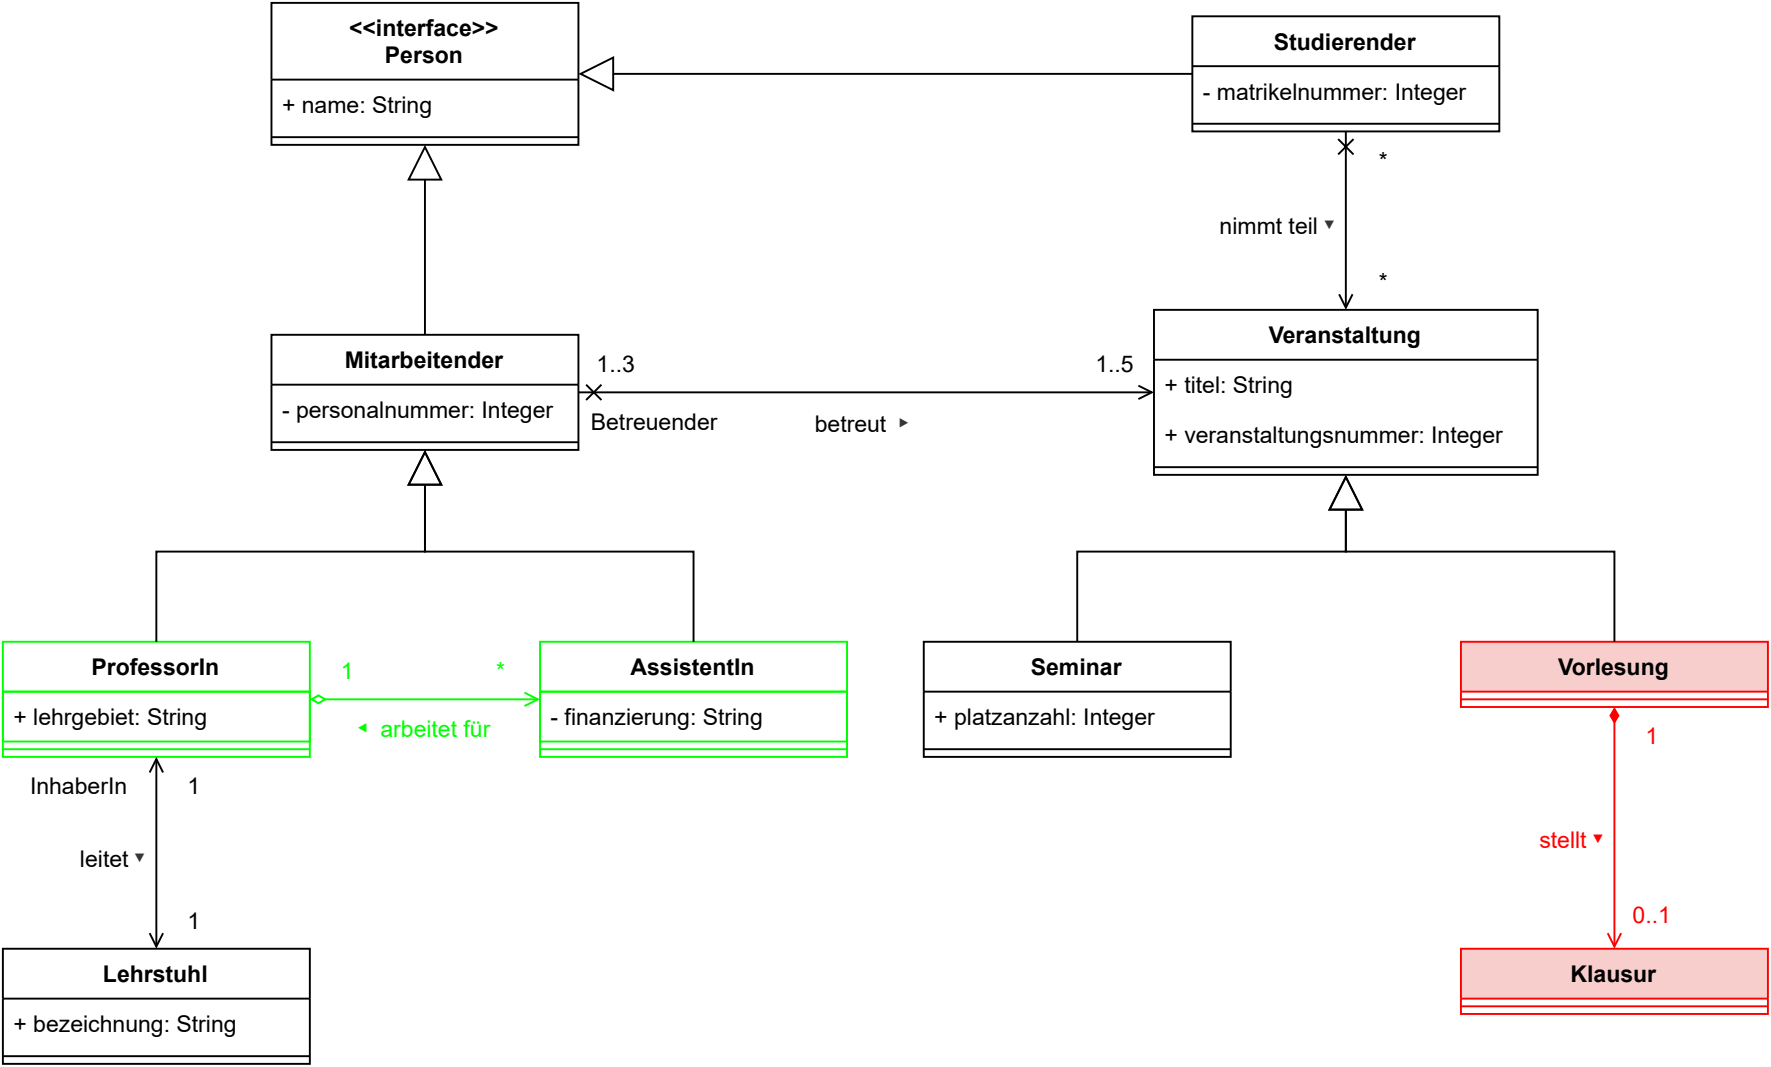 <<interface>>
Person
+ name: String
Studierender
- matrikelnummer: Integer
*
nimmt teil ▼
*
Mitarbeitender
- personalnummer: Integer
1..3
1..5
Betreuender
betreut ►
Veranstaltung
+ titel: String
+ veranstaltungsnummer: Integer
ProfessorIn
+ lehrgebiet: String
1
*
◄ arbeitet für
AssistentIn
- finanzierung: String
Seminar
+ platzanzahl: Integer
Vorlesung
1
stellt ▼
0..1
Klausur
InhaberIn
1
leitet ▼
1
Lehrstuhl
+ bezeichnung: String